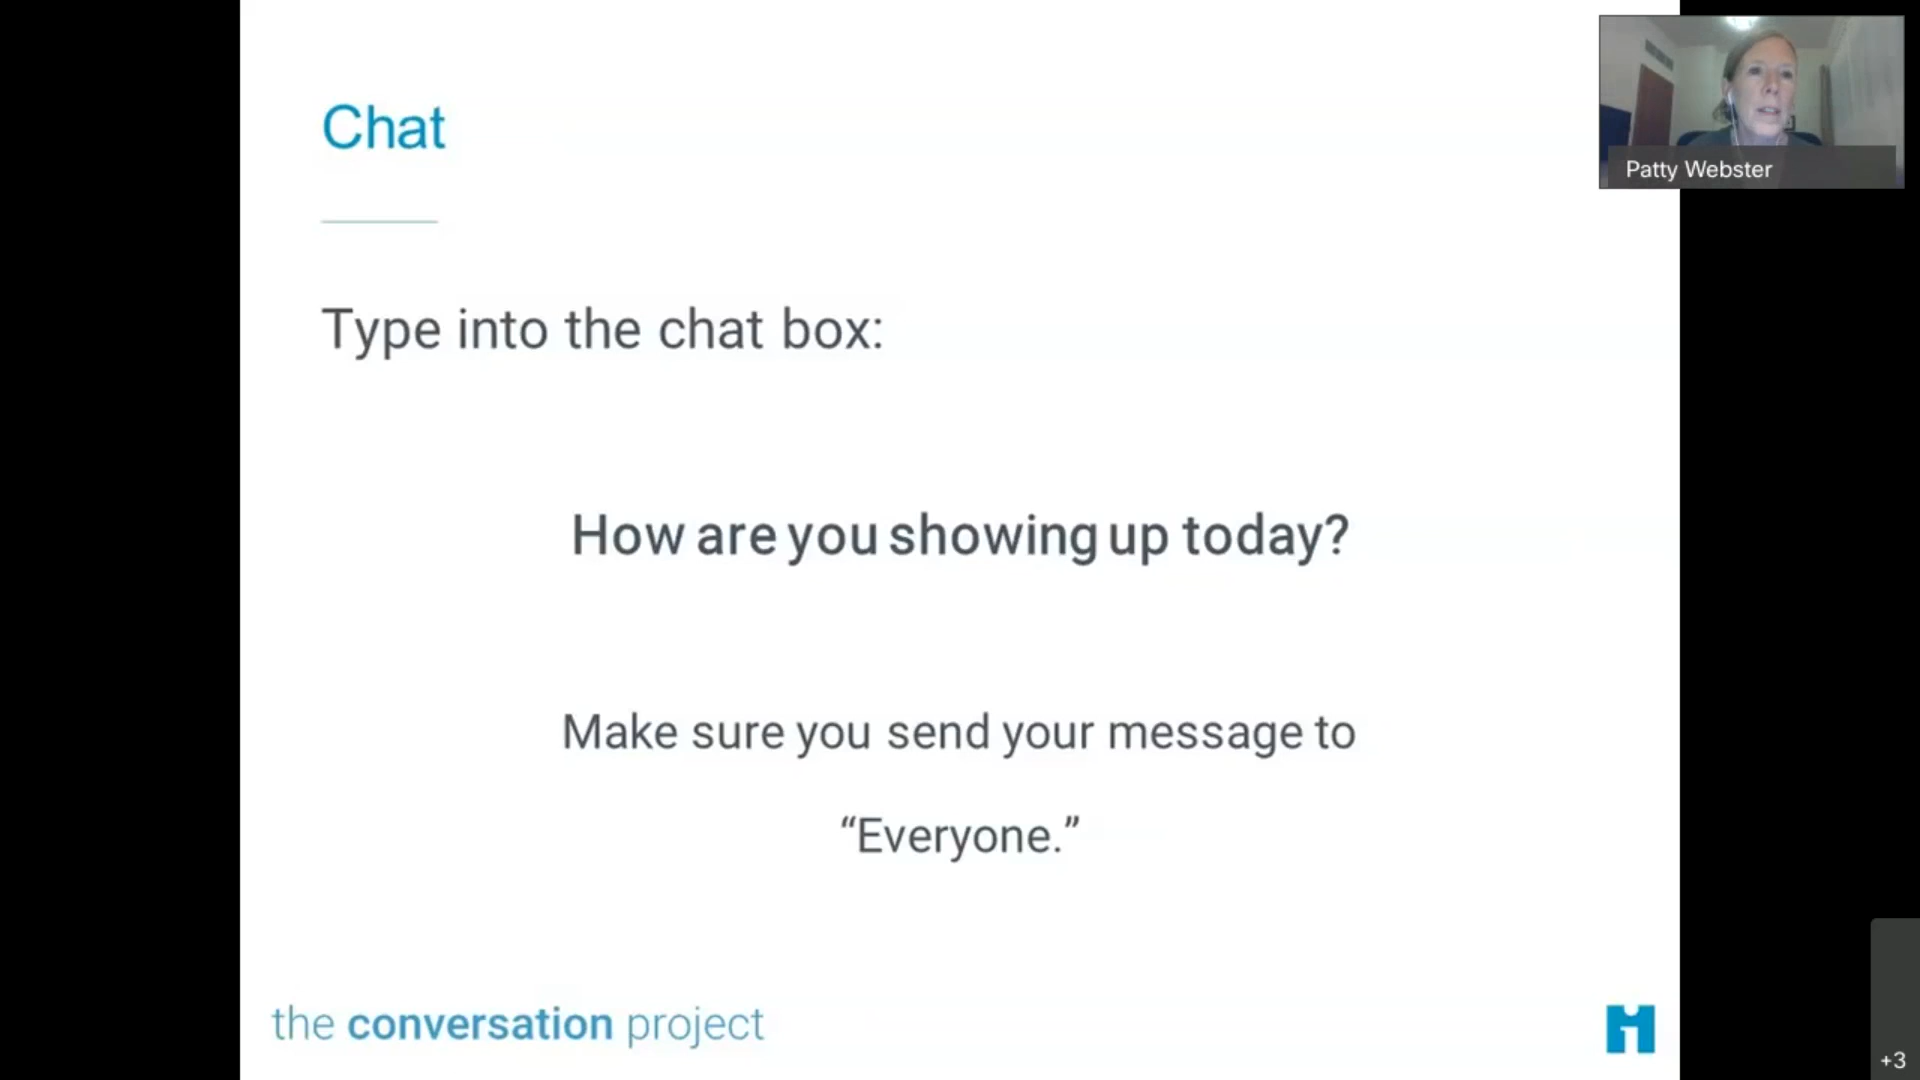 Chat
Patty Webster
Type into the chat box:
How are you showing up today?
Make sure you send your message to
“Everyone.”
the conversation project
+3